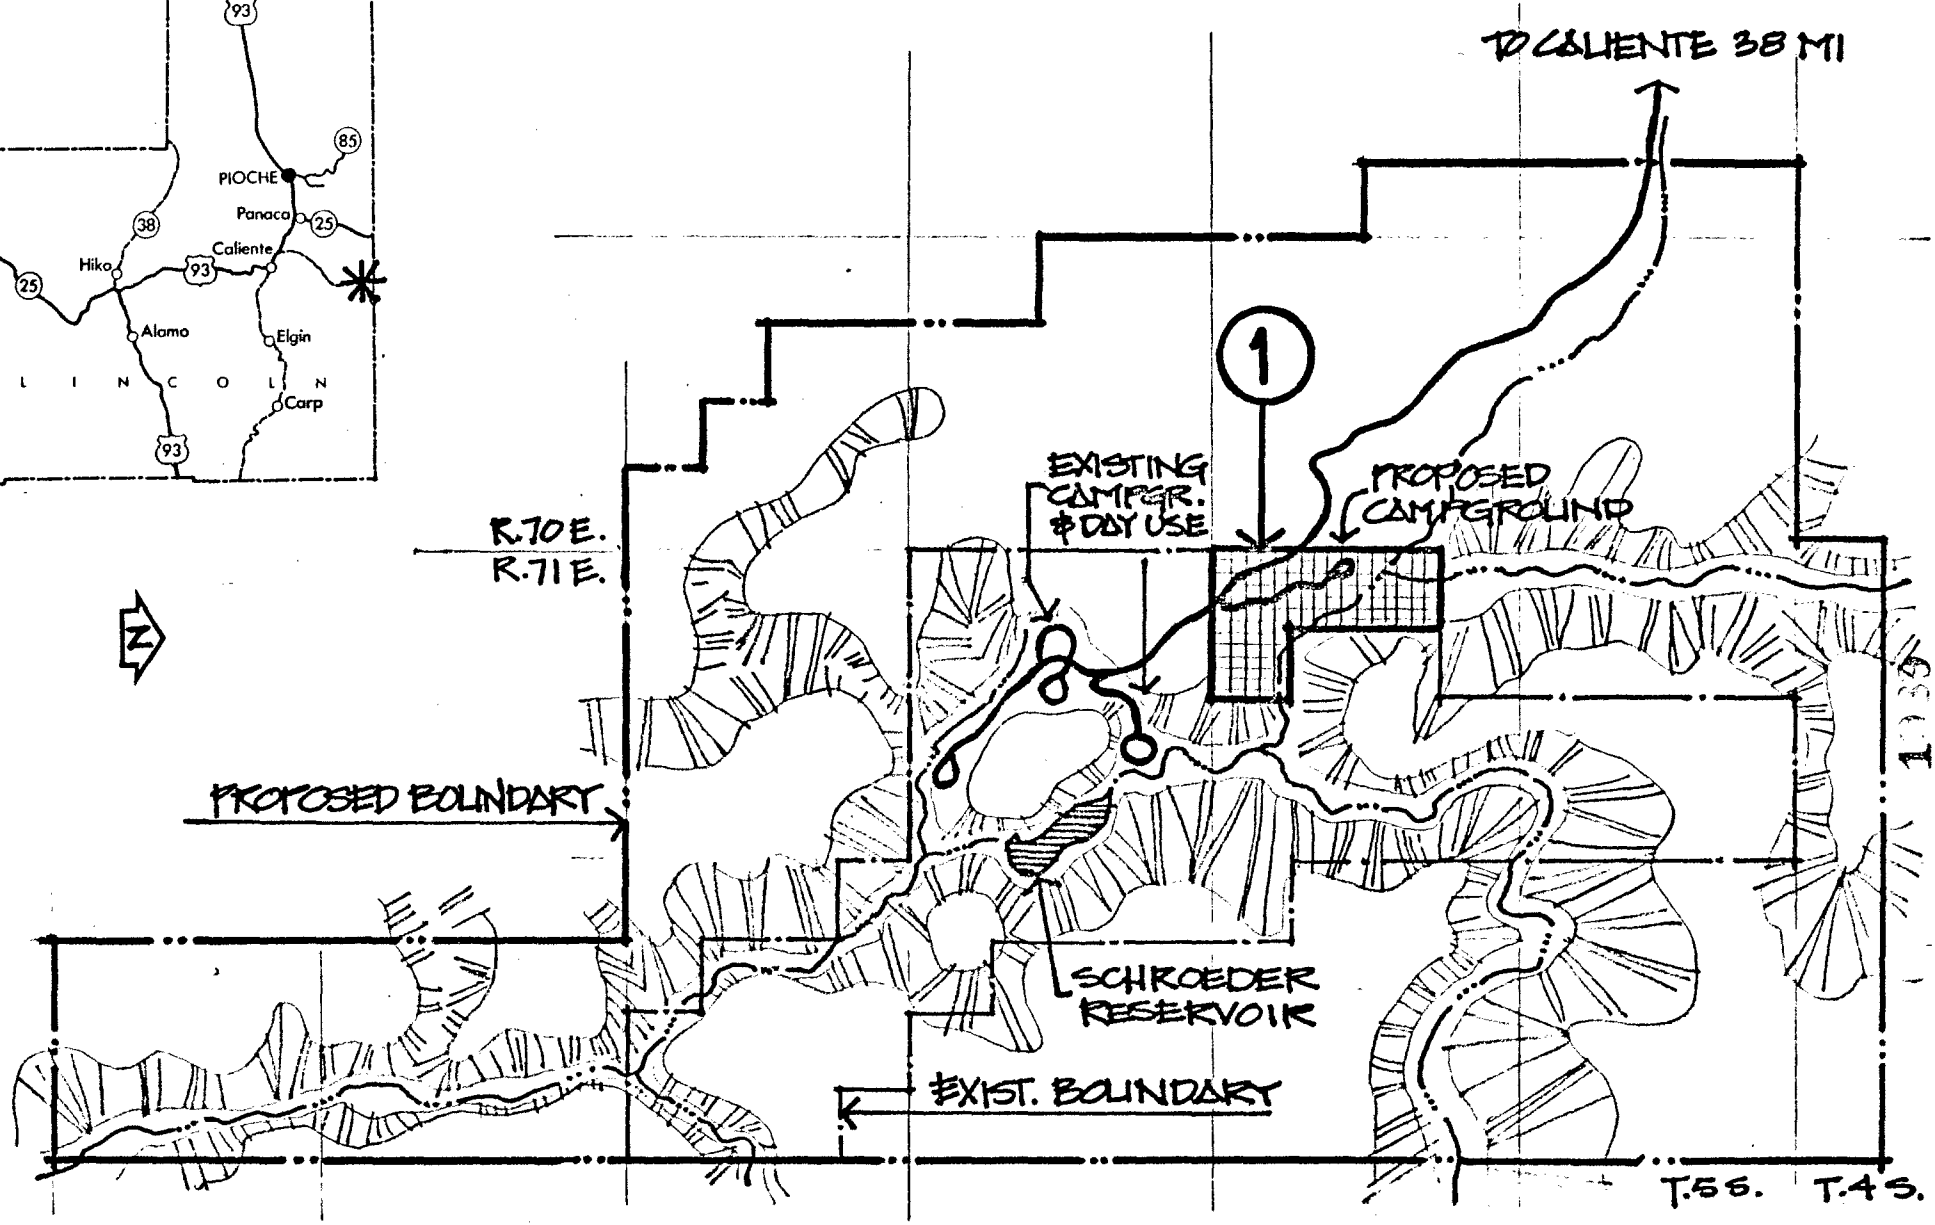 93
85
PIOCHE
Panaca
25
38
Caliente
Hiko
93
25
Alamo
Elgin
L I N C O L N
Carp
93
TO CALIENTE 38 MI
1
EXISTING
CAMPGR.
& DAY USE
PROPOSED
CAMPGROUND
R.70 E.
R.71 E.
N
PROPOSED BOUNDARY
SCHROEDER
RESERVOIR
EXIST. BOUNDARY
T.5 S. T.4 S.